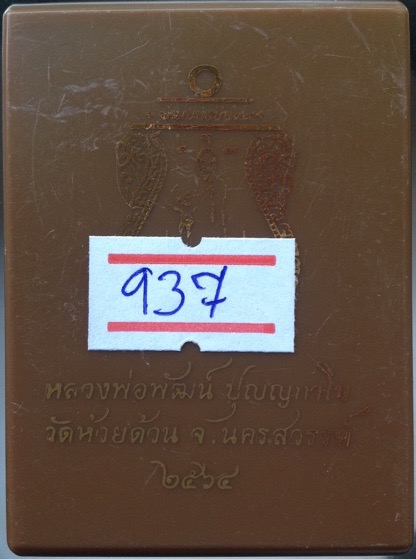 937
หลวงพ่อพัฒน์ ปุญญกาโม
วัดห้วยด้วน จ.นครสวรรค์
๒๕๖๔